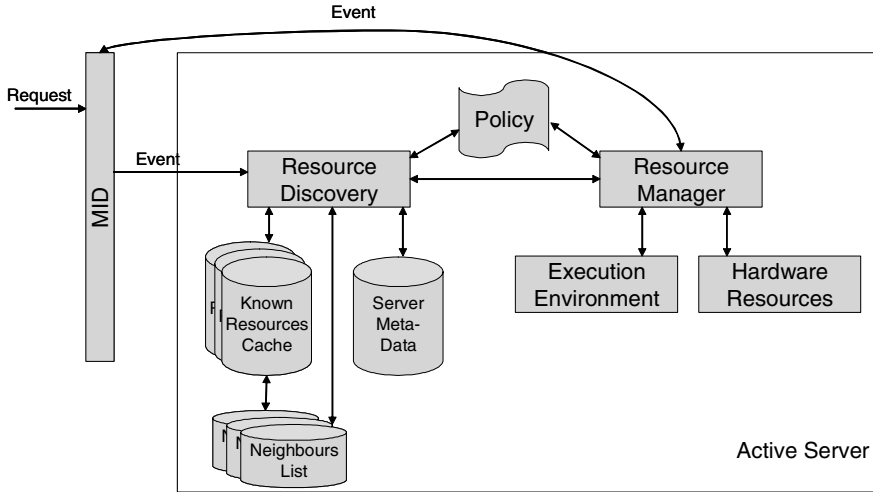 Event
Request
Policy
Event
Resource
Discovery
Resource
Manager
MID
Execution
Environment
Hardware
Resources
Known
Resources
Cache
Server
Meta-
Data
Neighbours
List
Active Server